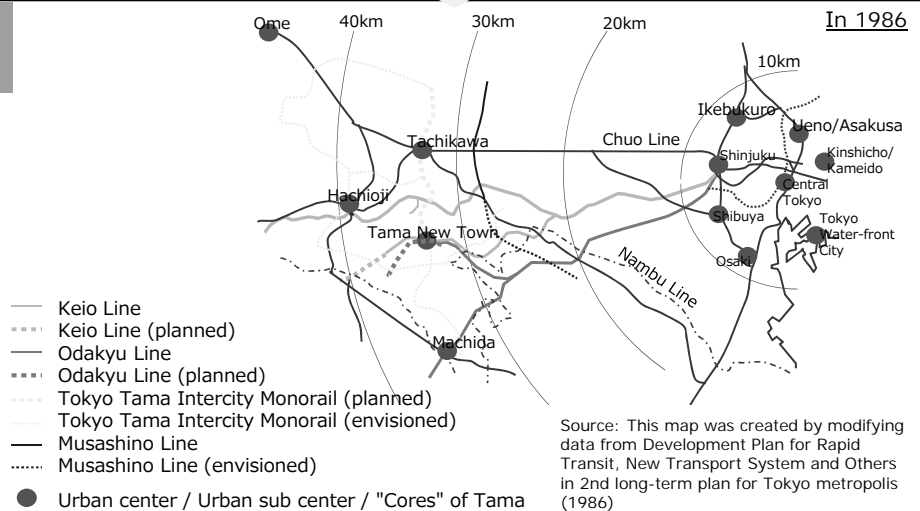 In 1986
Ome
40km
30km
20km
10km
Ikebukuro
Ueno/Asakusa
Tachikawa
Chuo Line
Shinjuku
Kinshicho/
Kameido
Hachioji
Central
Tokyo
Shibuya
Tama New Town
Tokyo
Water-front
City
Osaki
Nambu Line
Machida
Keio Line
Keio Line (planned)
Odakyu Line
Odakyu Line (planned)
Tokyo Tama Intercity Monorail (planned)
Tokyo Tama Intercity Monorail (envisioned)
Musashino Line
Musashino Line (envisioned)
Urban center / Urban sub center / "Cores" of Tama
Source: This map was created by modifying
data from Development Plan for Rapid
Transit, New Transport System and Others
in 2nd long-term plan for Tokyo metropolis
(1986)